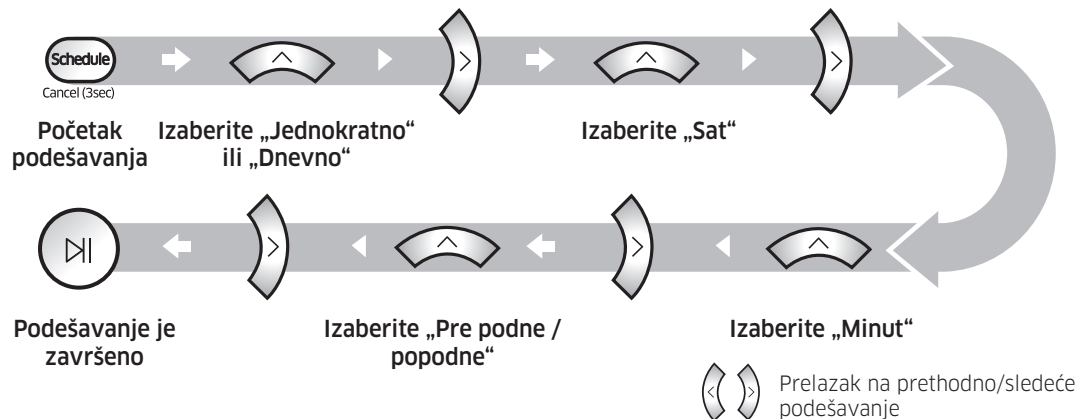 Schedule
Cancel (3sec)
Početak
podešavanja
Izaberite „Jednokratno“
ili „Dnevno“
Izaberite „Sat“
Podešavanje je
završeno
Izaberite „Pre podne /
popodne“
Izaberite „Minut“
Prelazak na prethodno/sledeće
podešavanje